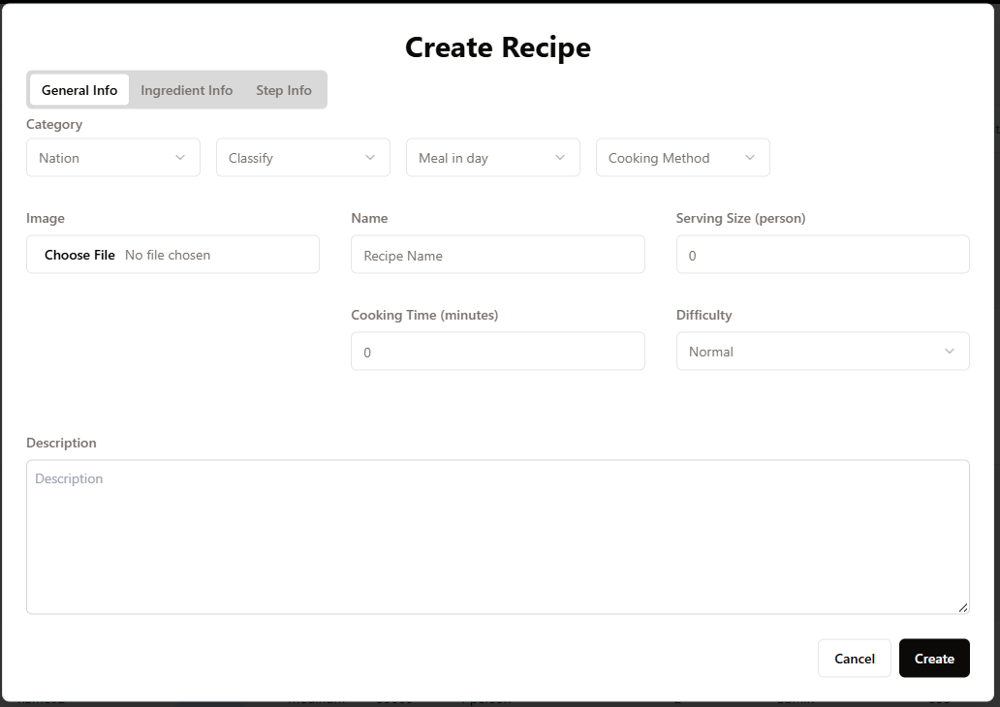 Create Recipe
General Info Ingredient Info Step Info
Category
Nation Classify Meal in day Cooking Method
Image Name Serving Size (person)
Choose File No file chosen Recipe Name 0
Cooking Time (minutes) Difficulty
0 Normal
Description
Description
Cancel Create